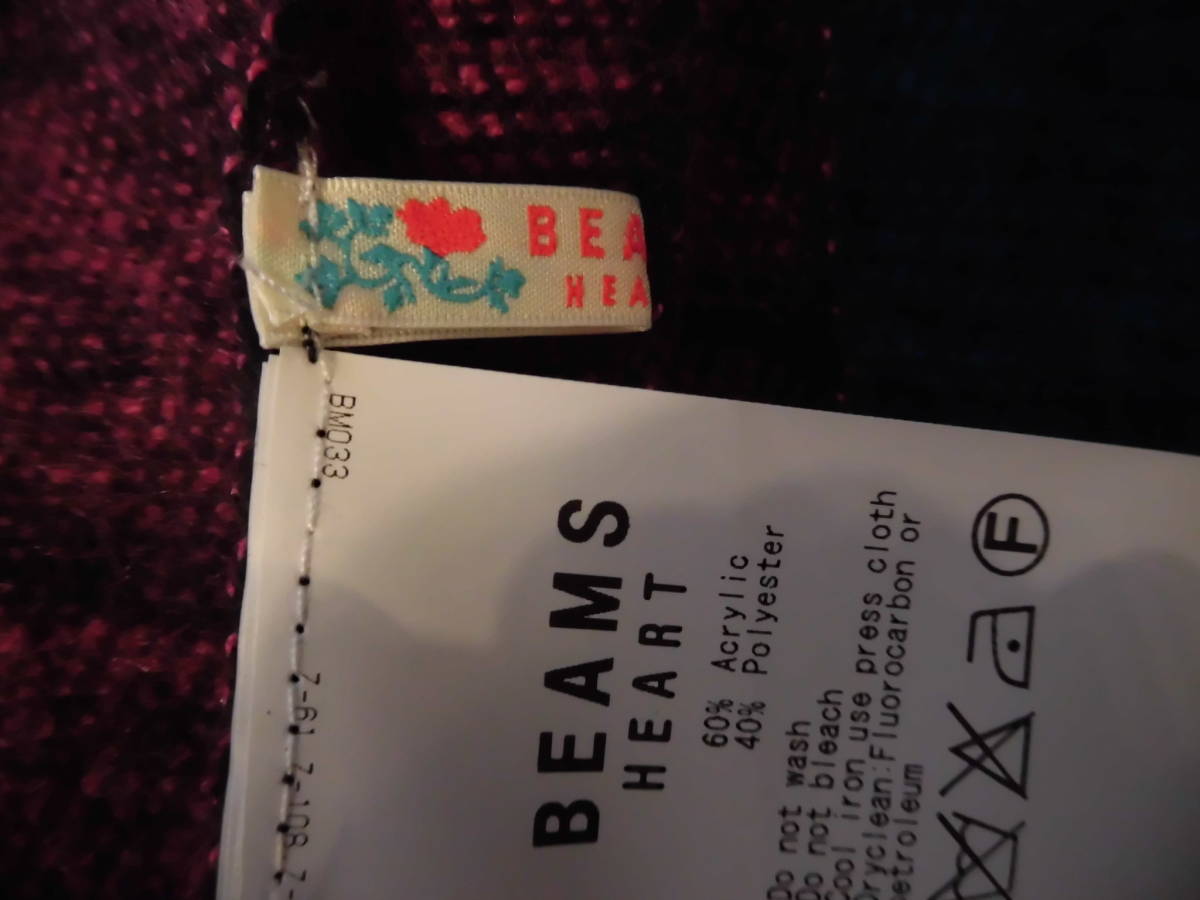 BEA
HEA
BM033
BEAMS
HEART
60% Acrylic
40% Polyester
Do not wash
Do not bleach
Cool iron use press cloth
Dryclean:Fluorocarbon or
petroleum
F